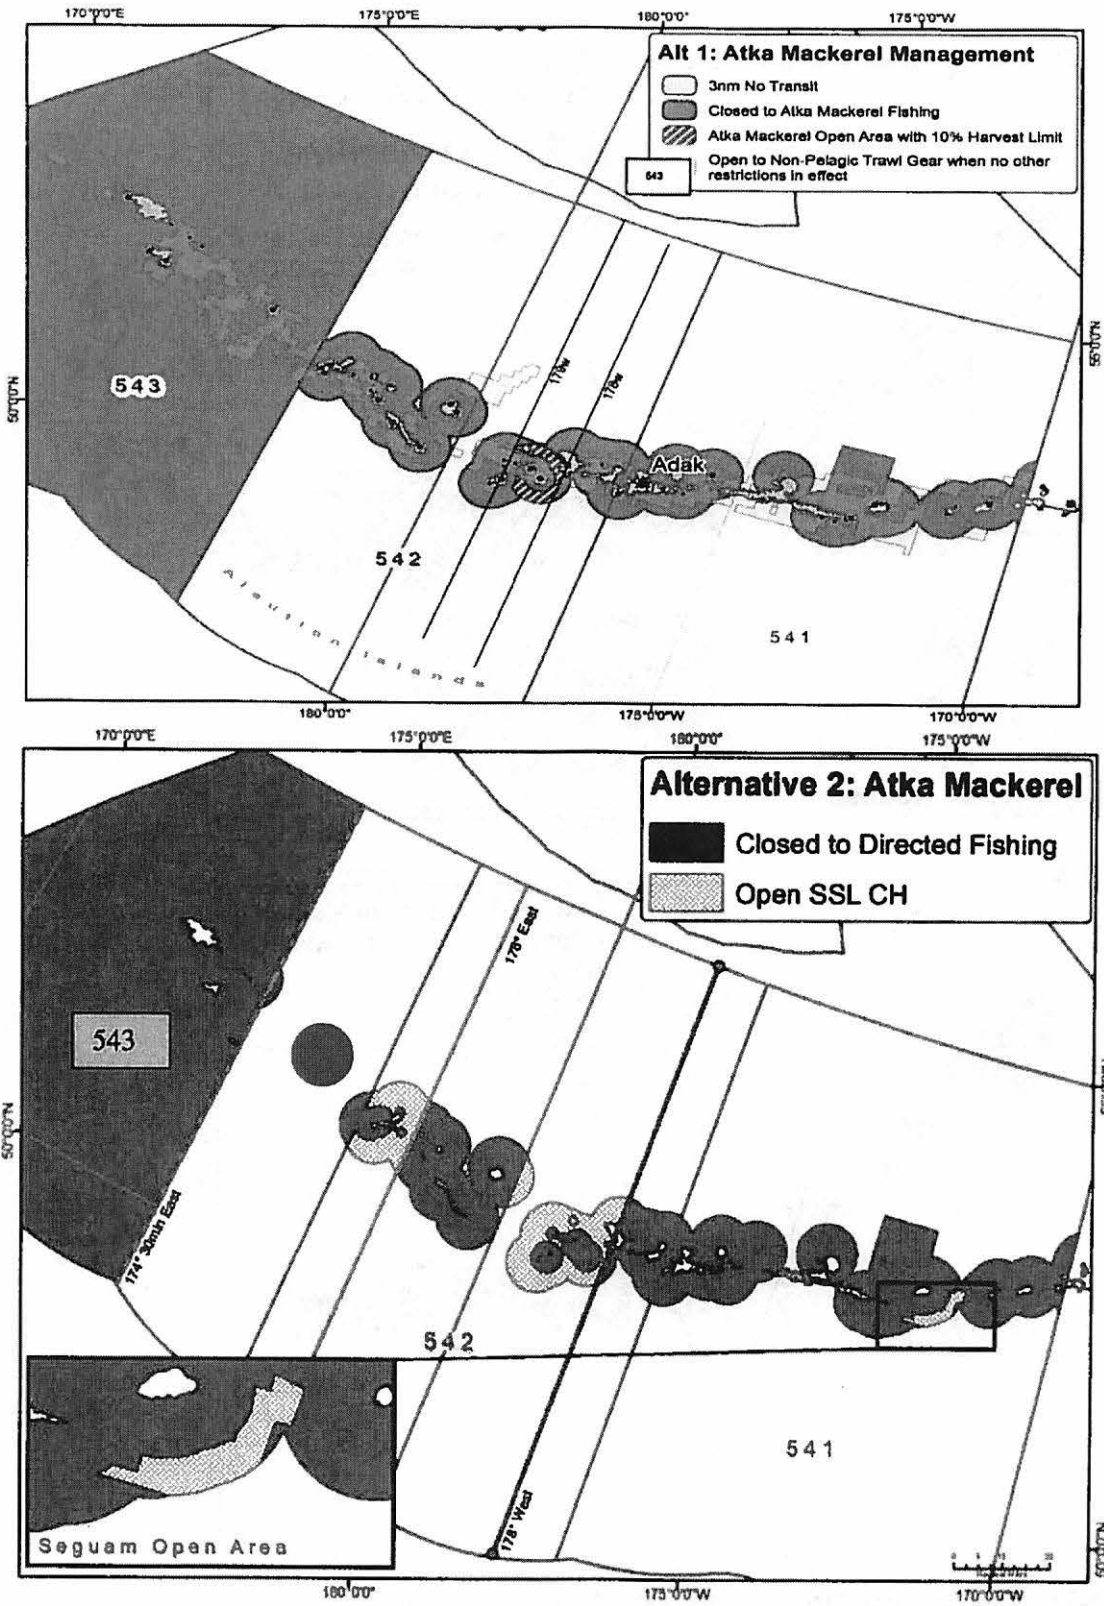 170°0'0"E 175°0'0"E 180°0'0" 175°0'0"W
Alt 1: Atka Mackerel Management
3nm No Transit
Closed to Atka Mackerel Fishing
Atka Mackerel Open Area with 10% Harvest Limit
543
Open to Non-Pelagic Trawl Gear when no other
restrictions in effect
55°0'0"N
50°0'0"N
543
179W
178W
Adak
542
541
Aleutian Islands
180°0'0" 175°0'0"W 170°0'0"W
170°0'0"E 175°0'0"E 180°0'0" 175°0'0"W
Alternative 2: Atka Mackerel
Closed to Directed Fishing
Open SSL CH
178° East
543
50°0'0"N
174° 30min East
542
541
178° West
Seguam Open Area
50°0'0"N
180°0'0" 175°0'0"W 170°0'0"W